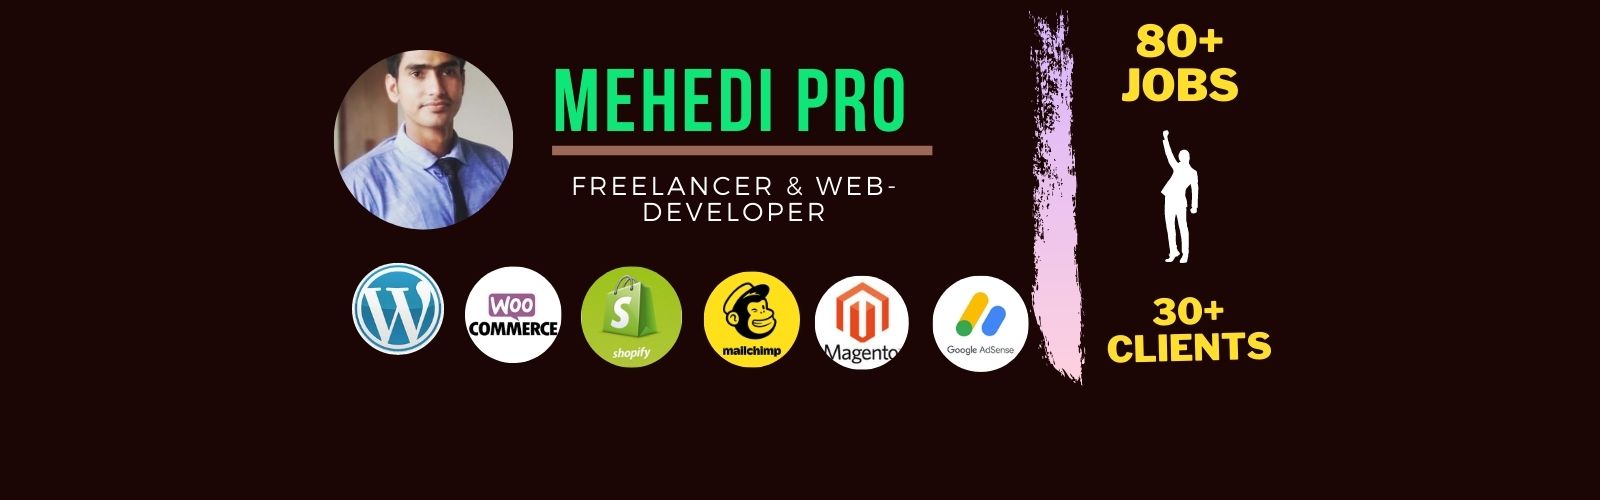 MEHEDI PRO
FREELANCER & WEB-
DEVELOPER
W
WOO
COMMERCE
S
shopify
mailchimp
Magento
Google AdSense
80+
JOBS
30+
CLIENTS